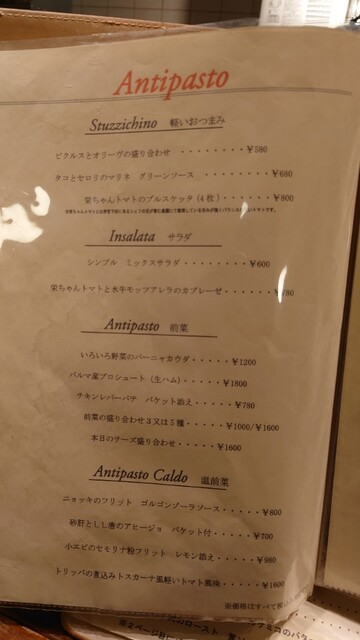 Antipasto
Stuzzichino 軽いおつまみ
ピクルスとオリーヴの盛り合わせ ・・・・・・・・¥580
タコとセロリのマリネ グリーンソース ・・・・・・・・¥680
栄ちゃんトマトのブルスケッタ (4枚)・・・・・・・¥800
Insalata サラダ
シンプル ミックスサラダ・・・・・・・・¥600
栄ちゃんトマトと水牛モッツアレラのカプレーゼ・・・・・・
Antipasto 前菜
いろいろ野菜のバーニャカウダ・・・・・¥1200
パルマ産プロシュート (生ハム)・・・・・¥1800
チキンレバーパテ バケット添え・・・・・¥780
前菜の盛り合わせ3又は5種・・・・・¥1000/¥1600
本日のチーズ盛り合わせ・・・・・¥1600
Antipasto Caldo 温前菜
ニョッキのフリット ゴルゴンゾーラソース・・・・・¥800
砂肝としし唐のアヒージョ バケット付・・・・・¥700
小エビのセモリナ粉フリット レモン添え・・・・・¥980
トリッパの煮込みトスカーナ風軽いトマト風味・・・・・¥1600
※価格はすべて税